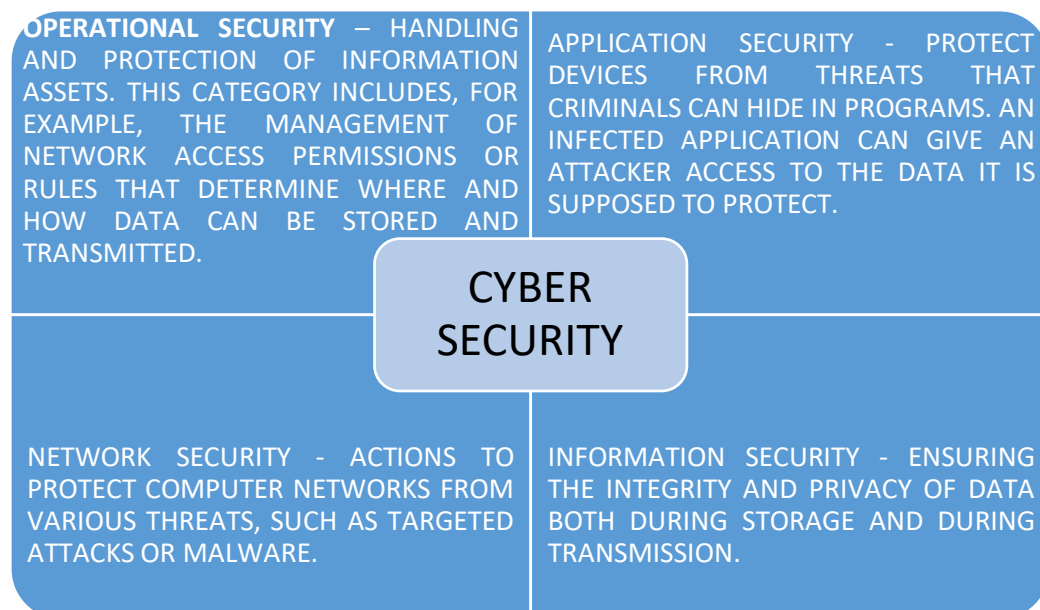 OPERATIONAL SECURITY – HANDLING
AND PROTECTION OF INFORMATION
ASSETS. THIS CATEGORY INCLUDES, FOR
EXAMPLE, THE MANAGEMENT OF
NETWORK ACCESS PERMISSIONS OR
RULES THAT DETERMINE WHERE AND
HOW DATA CAN BE STORED AND
TRANSMITTED.
APPLICATION SECURITY - PROTECT
DEVICES FROM THREATS THAT
CRIMINALS CAN HIDE IN PROGRAMS. AN
INFECTED APPLICATION CAN GIVE AN
ATTACKER ACCESS TO THE DATA IT IS
SUPPOSED TO PROTECT.
CYBER
SECURITY
NETWORK SECURITY - ACTIONS TO
PROTECT COMPUTER NETWORKS FROM
VARIOUS THREATS, SUCH AS TARGETED
ATTACKS OR MALWARE.
INFORMATION SECURITY - ENSURING
THE INTEGRITY AND PRIVACY OF DATA
BOTH DURING STORAGE AND DURING
TRANSMISSION.